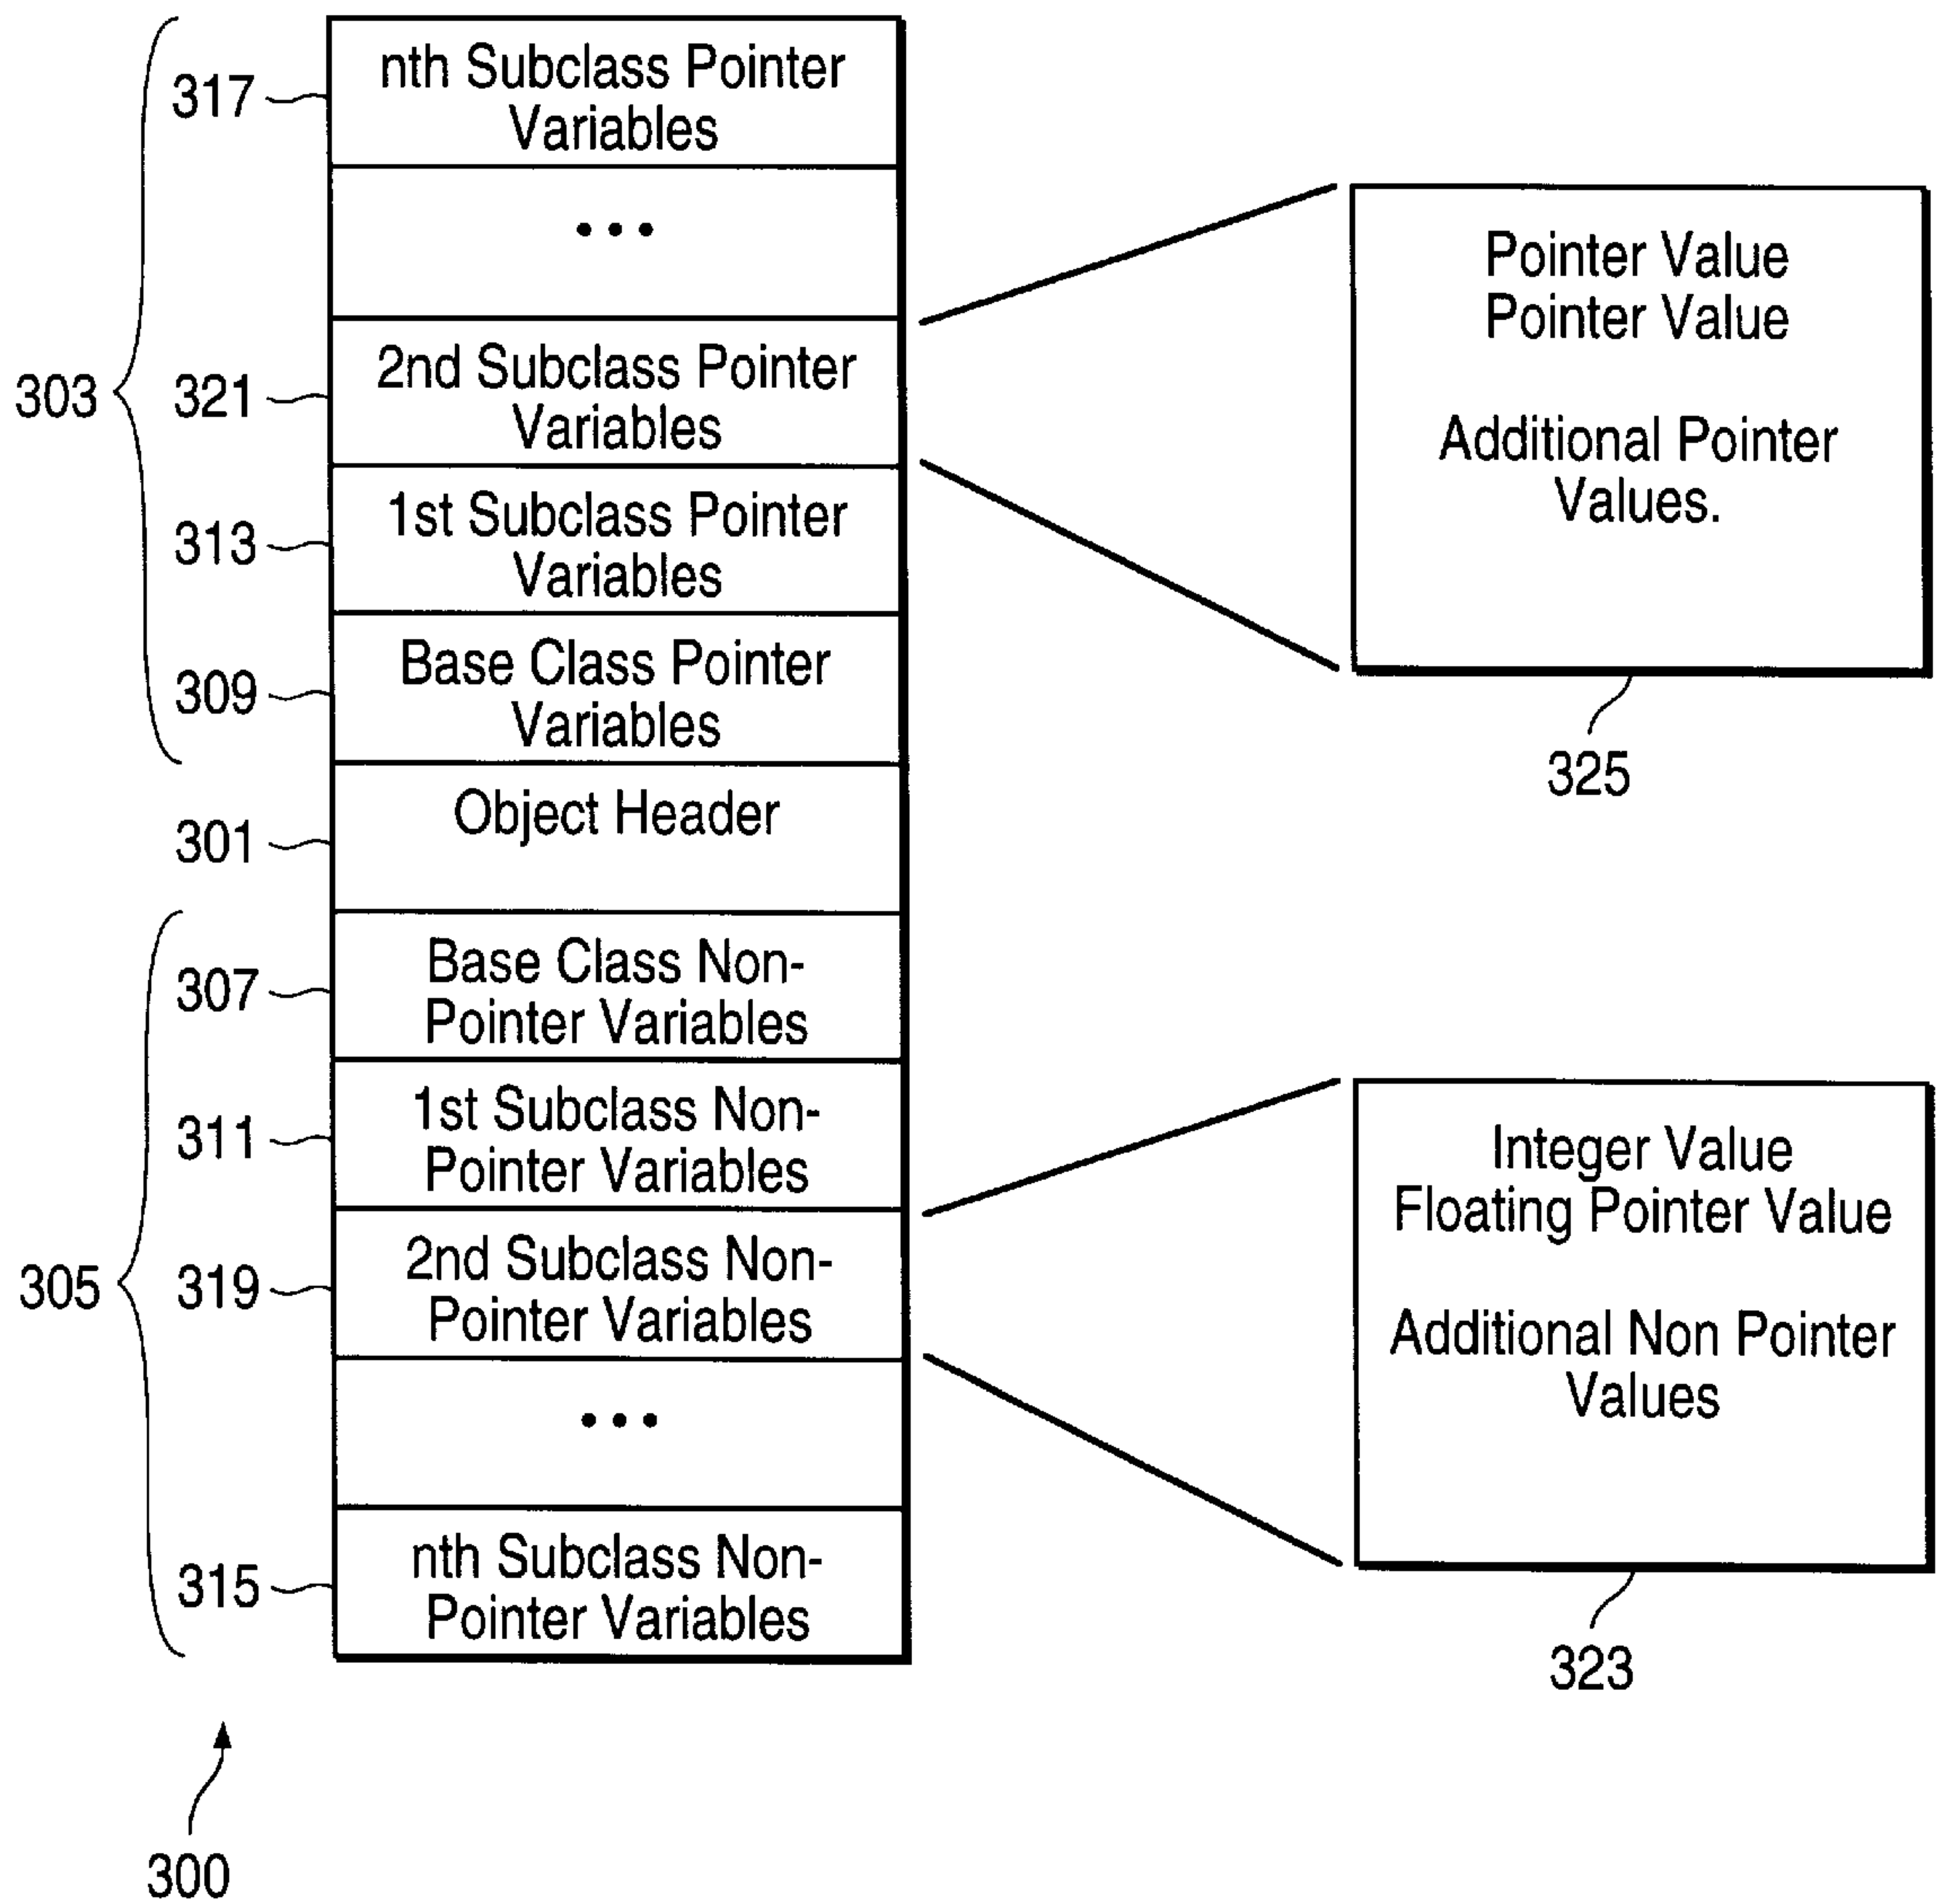 317
nth Subclass Pointer
Variables
•••
303
321
2nd Subclass Pointer
Variables
313
1st Subclass Pointer
Variables
309
Base Class Pointer
Variables
301
Object Header
305
307
Base Class Non-
Pointer Variables
311
1st Subclass Non-
Pointer Variables
319
2nd Subclass Non-
Pointer Variables
•••
315
nth Subclass Non-
Pointer Variables
300
Pointer Value
Pointer Value
Additional Pointer
Values.
325
Integer Value
Floating Pointer Value
Additional Non Pointer
Values
323